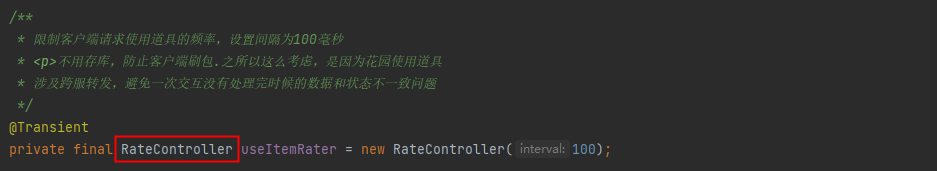 /**
 * 限制客户端请求使用道具的频率，设置间隔为100毫秒
 * <p>不用存库，防止客户端刷包.之所以这么考虑，是因为花园使用道具
 * 涉及跨服转发，避免一次交互没有处理完时候的数据和状态不一致问题
 */
@Transient
private final RateController useItemRater = new RateController( interval: 100);